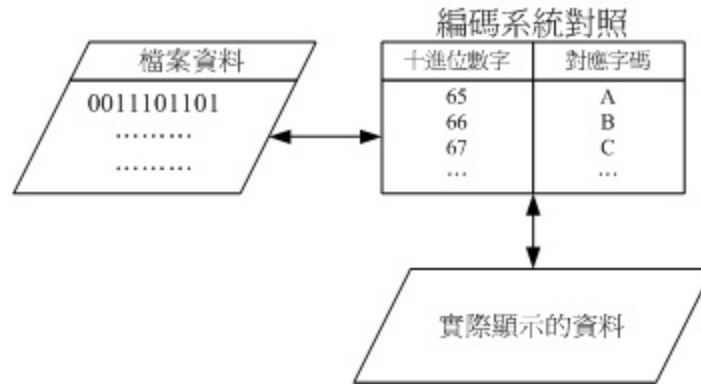 編碼系統對照
檔案資料
0011101101
………
………
十進位數字 對應字碼
65 A
66 B
67 C
… …
實際顯示的資料